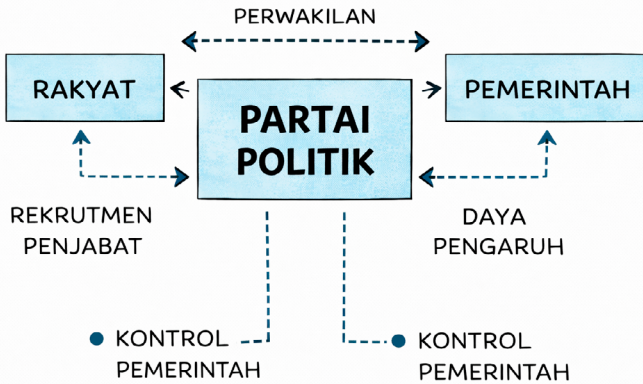 PERWAKILAN
RAKYAT
PARTAI
POLITIK
PEMERINTAH
REKRUTMEN
PENJABAT
DAYA
PENGARUH
KONTROL
PEMERINTAH
KONTROL
PEMERINTAH